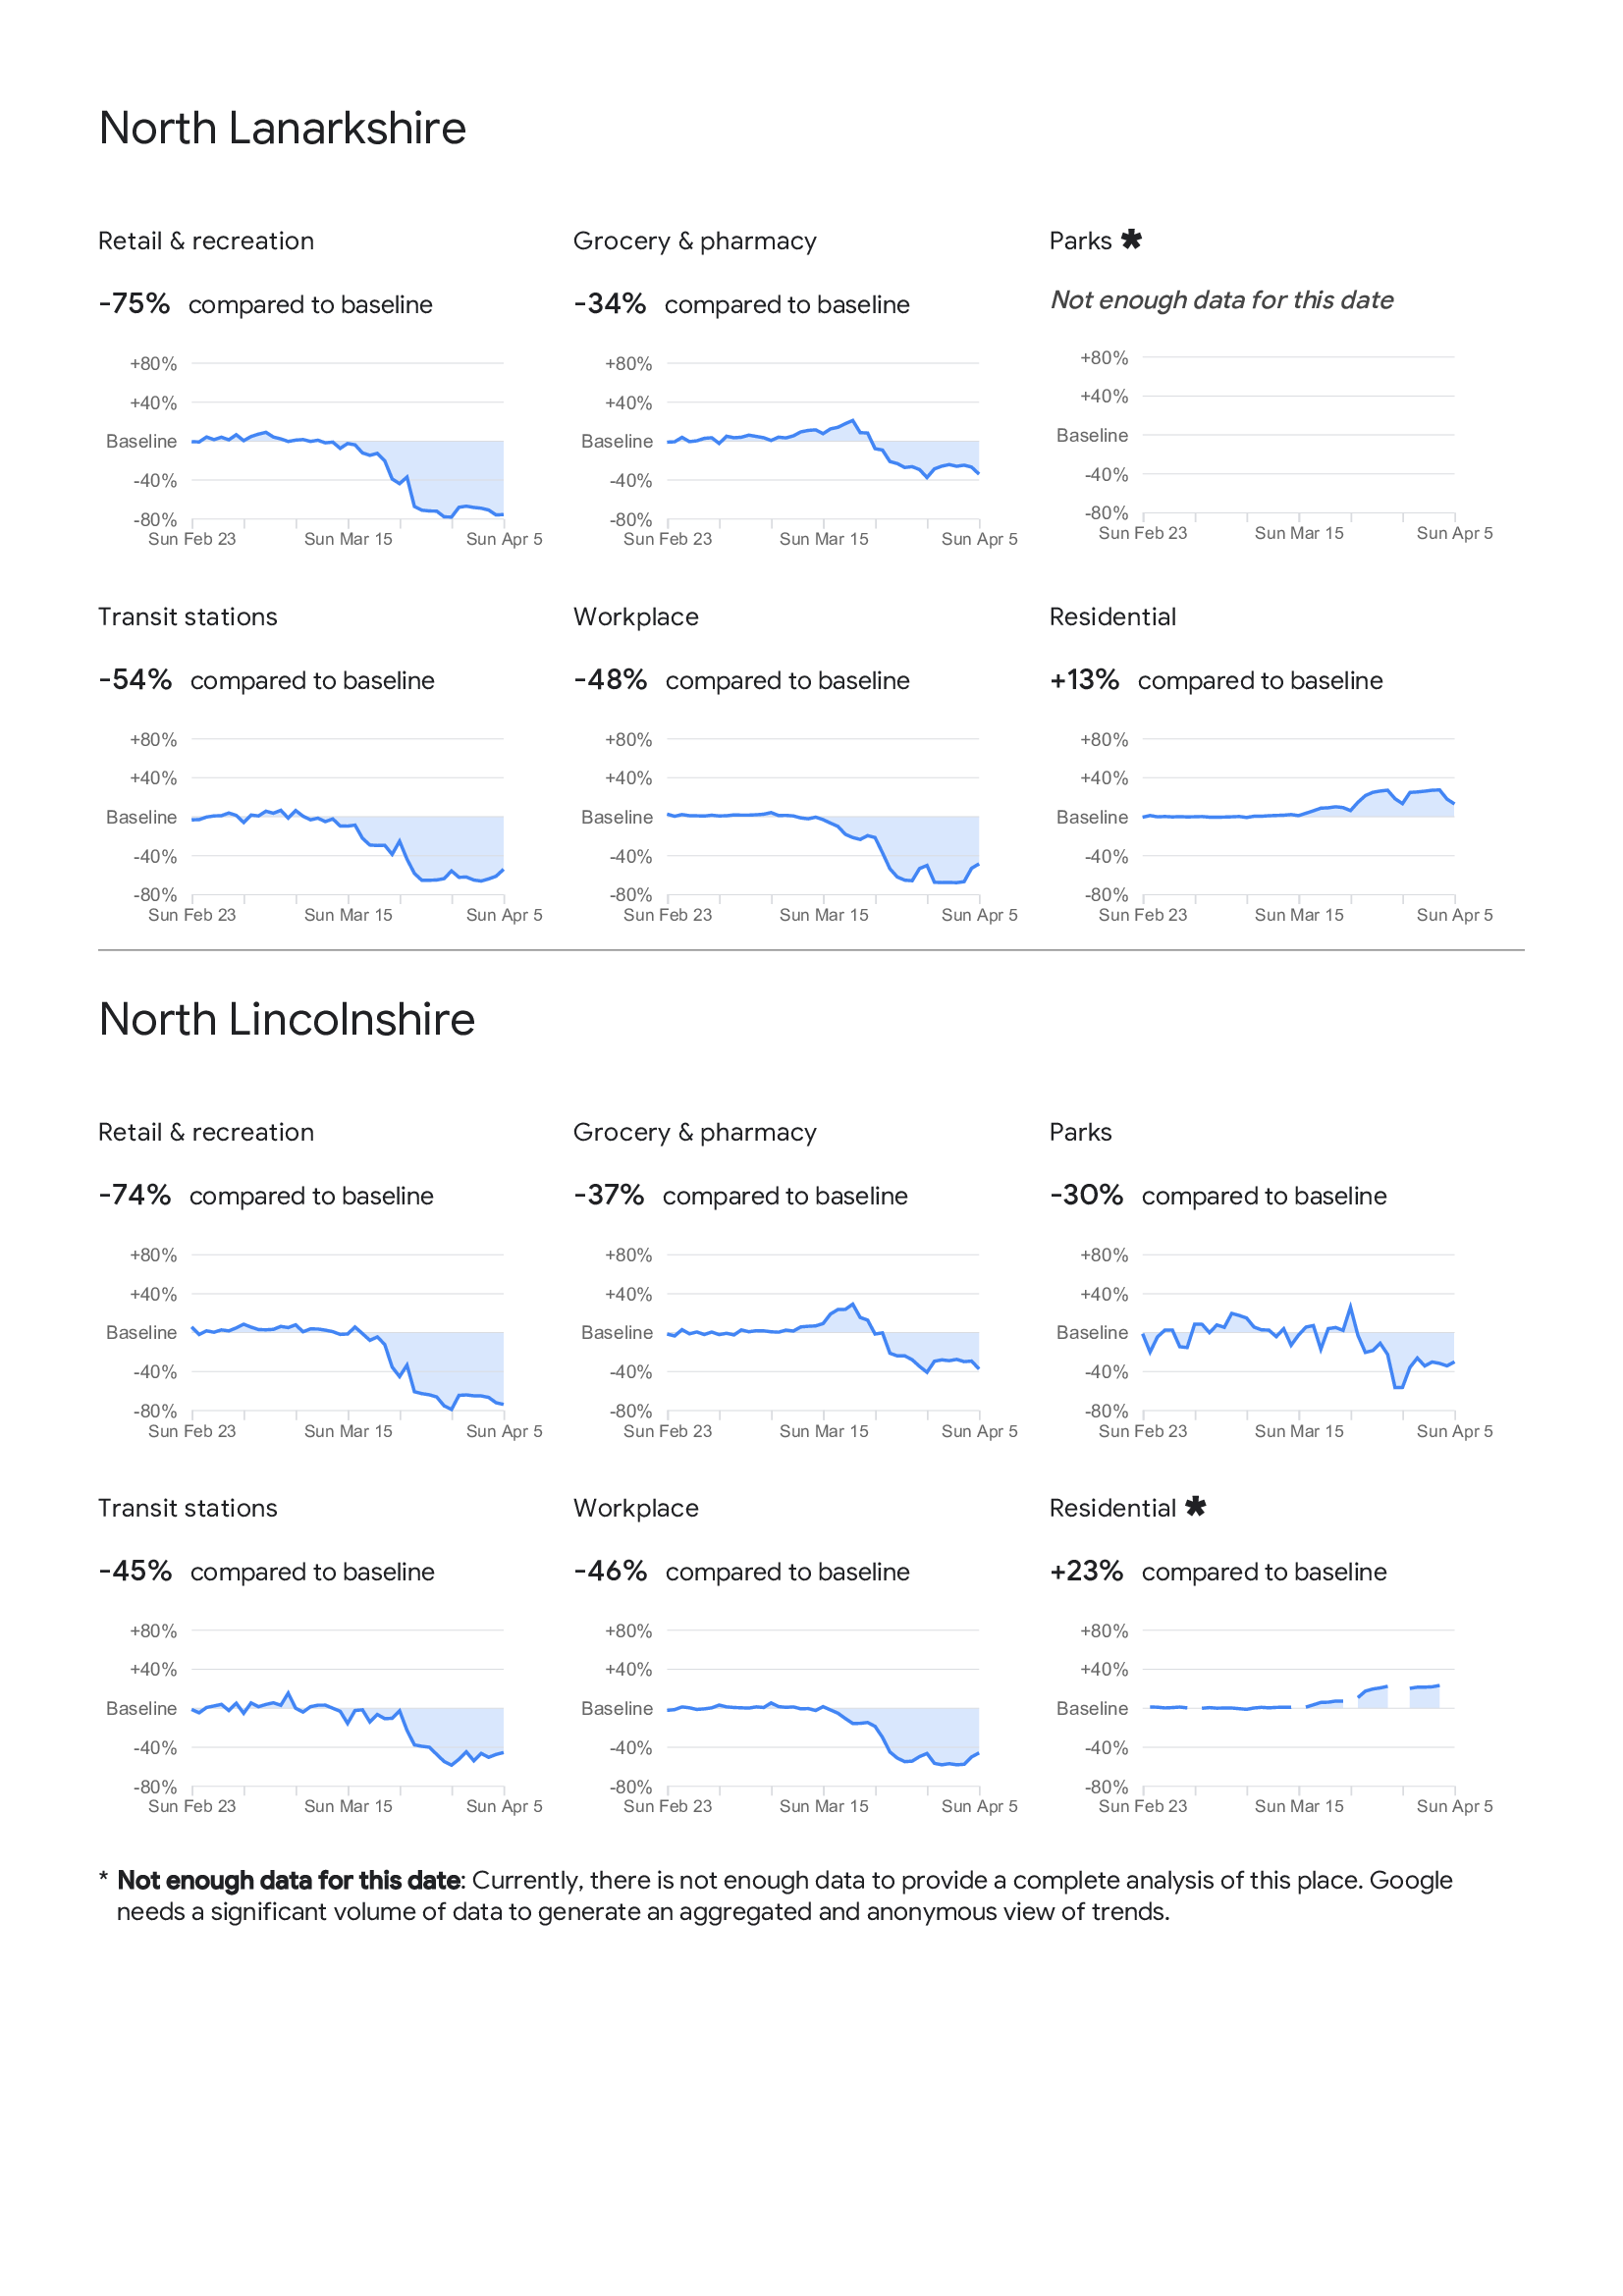 North Lanarkshire
Retail & recreation
-75% compared to baseline
+80%
+40%
Baseline
-40%
-80%
Sun Feb 23 Sun Mar 15 Sun Apr 5
Grocery & pharmacy
-34% compared to baseline
+80%
+40%
Baseline
-40%
-80%
Sun Feb 23 Sun Mar 15 Sun Apr 5
Parks *
Not enough data for this date
+80%
+40%
Baseline
-40%
-80%
Sun Feb 23 Sun Mar 15 Sun Apr 5
Transit stations
-54% compared to baseline
+80%
+40%
Baseline
-40%
-80%
Sun Feb 23 Sun Mar 15 Sun Apr 5
Workplace
-48% compared to baseline
+80%
+40%
Baseline
-40%
-80%
Sun Feb 23 Sun Mar 15 Sun Apr 5
Residential
+13% compared to baseline
+80%
+40%
Baseline
-40%
-80%
Sun Feb 23 Sun Mar 15 Sun Apr 5
North Lincolnshire
Retail & recreation
-74% compared to baseline
+80%
+40%
Baseline
-40%
-80%
Sun Feb 23 Sun Mar 15 Sun Apr 5
Grocery & pharmacy
-37% compared to baseline
+80%
+40%
Baseline
-40%
-80%
Sun Feb 23 Sun Mar 15 Sun Apr 5
Parks
-30% compared to baseline
+80%
+40%
Baseline
-40%
-80%
Sun Feb 23 Sun Mar 15 Sun Apr 5
Transit stations
-45% compared to baseline
+80%
+40%
Baseline
-40%
-80%
Sun Feb 23 Sun Mar 15 Sun Apr 5
Workplace
-46% compared to baseline
+80%
+40%
Baseline
-40%
-80%
Sun Feb 23 Sun Mar 15 Sun Apr 5
Residential *
+23% compared to baseline
+80%
+40%
Baseline
-40%
-80%
Sun Feb 23 Sun Mar 15 Sun Apr 5
* Not enough data for this date: Currently, there is not enough data to provide a complete analysis of this place. Google
needs a significant volume of data to generate an aggregated and anonymous view of trends.